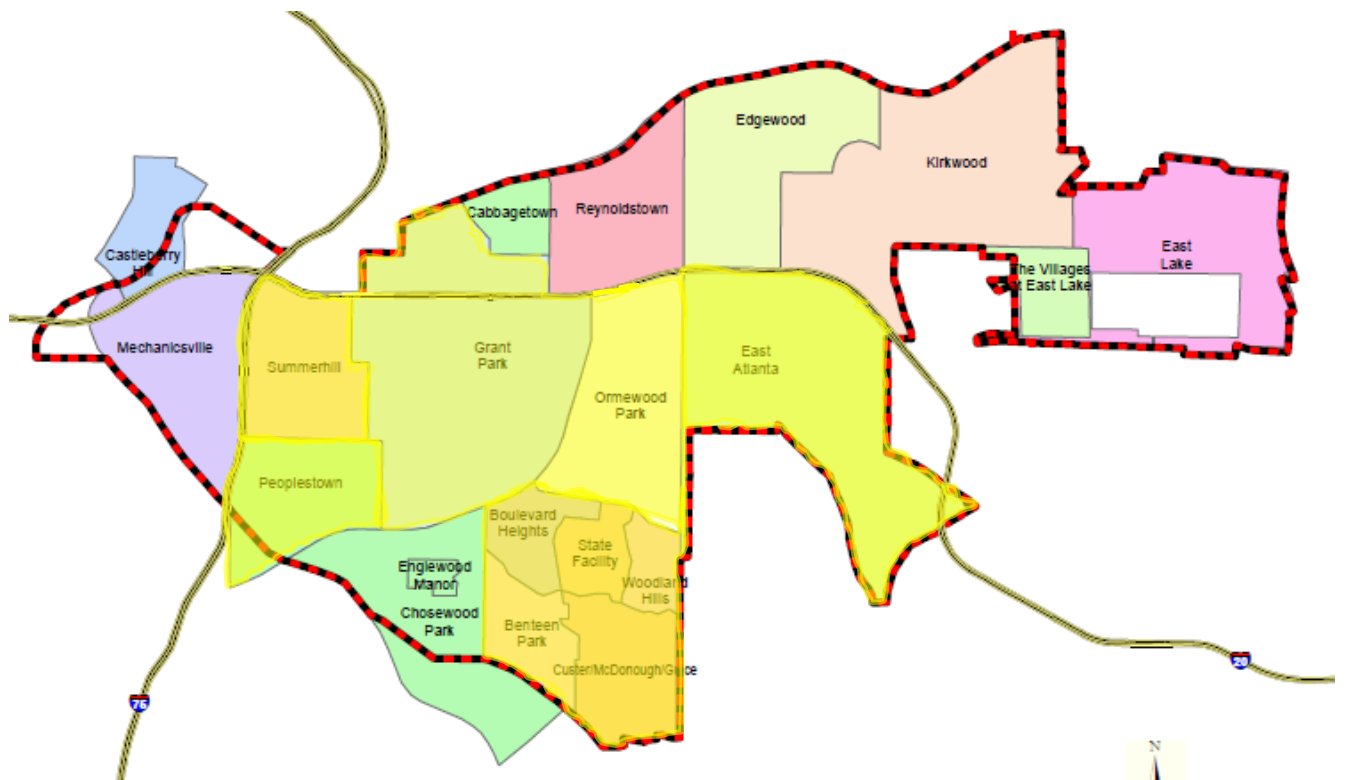 Edgewood
Kirkwood
Cabbagetown
Reynoldstown
Castleberry
Hill
East
Lake
The Villages
at East Lake
Mechanicsville
Summerhill
Grant
Park
East
Atlanta
Ormewood
Park
Peoplestown
Boulevard
Heights
State
Facility
Englewood
Manor
Woodland
Hills
Chosewood
Park
Benteen
Park
Custer/McDonough/Guice
20
75
N